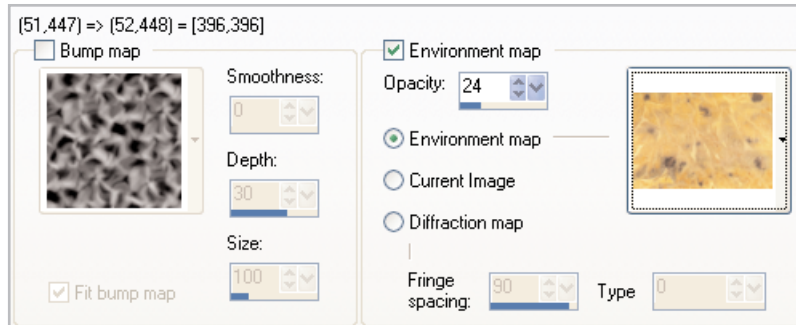 (51,447) => (52,448) = [396,396]
Bump map
Smoothness:
0
Depth:
30
Size:
100
Fit bump map
Environment map
Opacity: 24
Environment map
Current Image
Diffraction map
Fringe
spacing: 90 Type 0